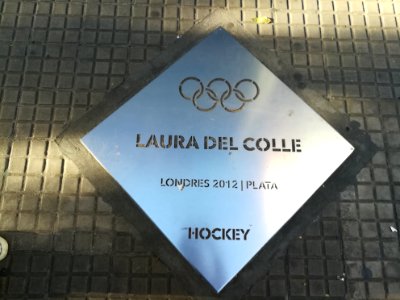 LAURA DEL COLLE
LONDRES 2012 | PLATA
HOCKEY